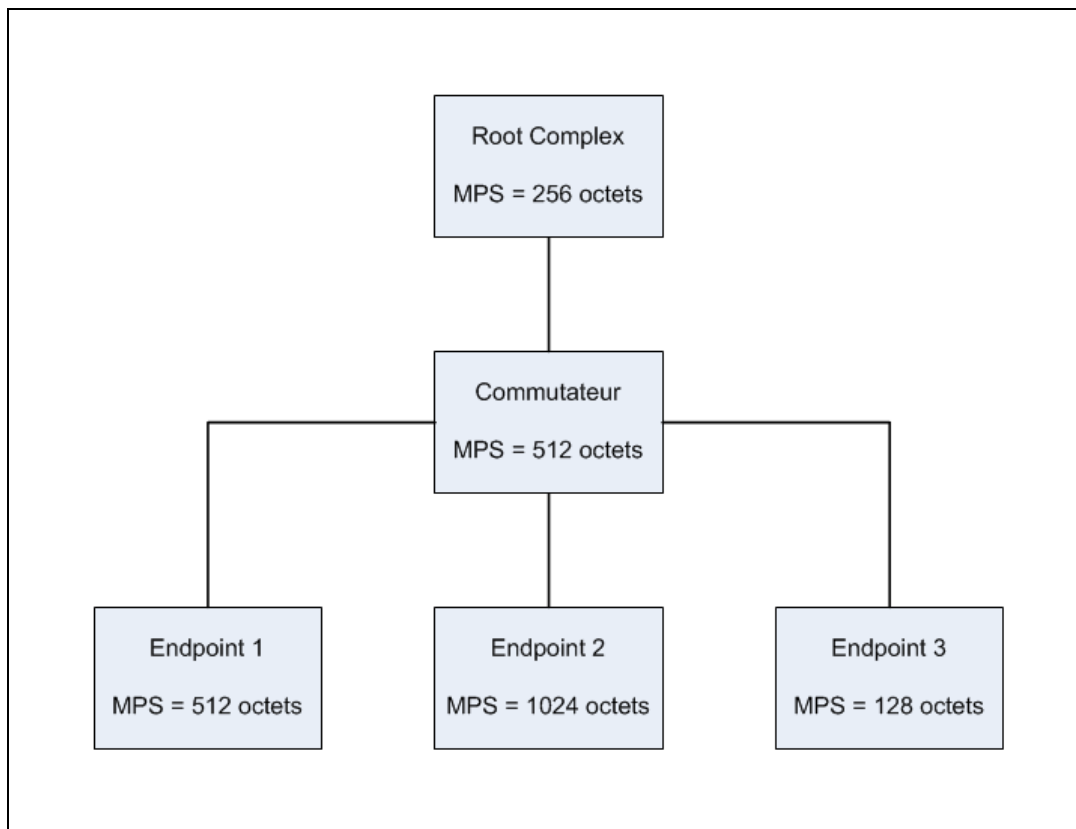 Root Complex
MPS = 256 octets
Commutateur
MPS = 512 octets
Endpoint 1
MPS = 512 octets
Endpoint 2
MPS = 1024 octets
Endpoint 3
MPS = 128 octets